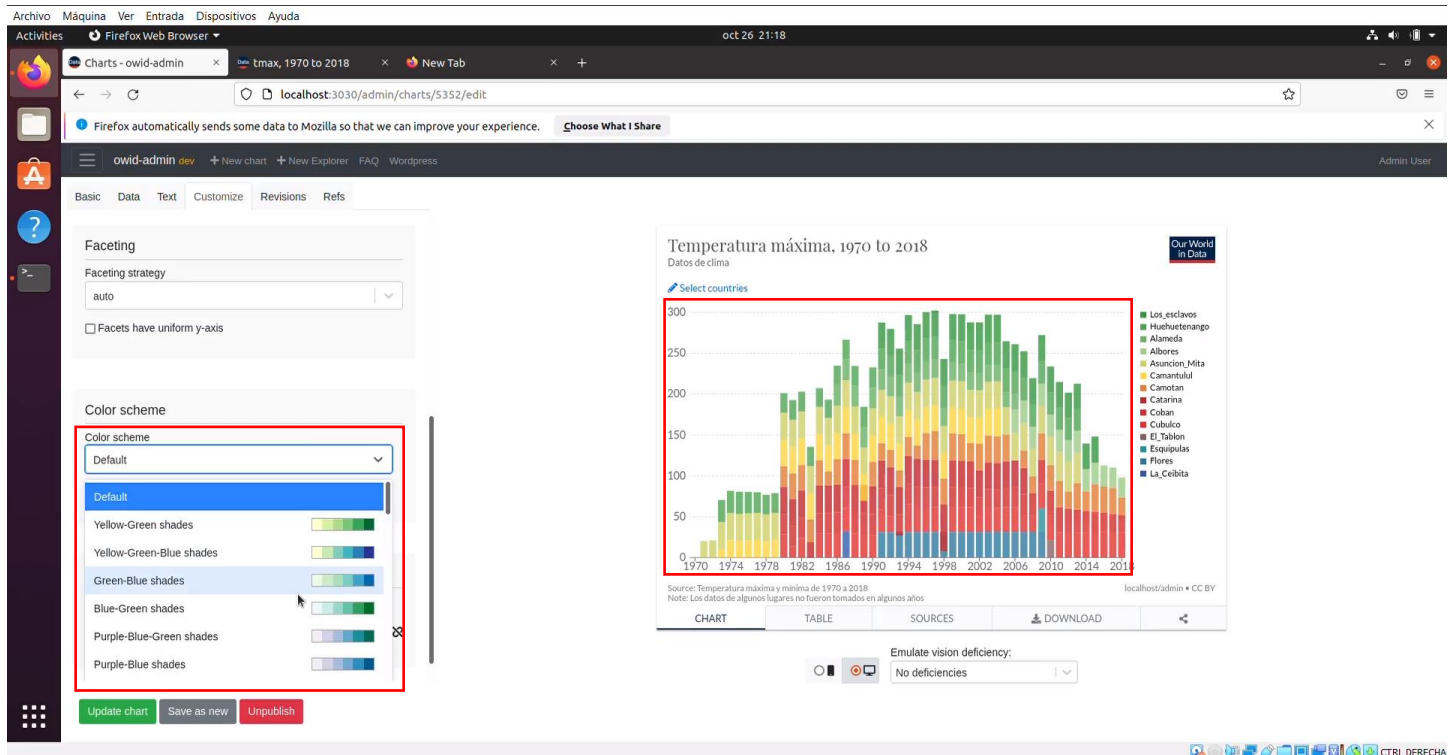 Archivo Máquina Ver Entrada Dispositivos Ayuda
Activities Firefox Web Browser oct 26 21:18
Charts - owid-admin × tmax, 1970 to 2018 × New Tab × +
localhost:3030/admin/charts/5352/edit
Firefox automatically sends some data to Mozilla so that we can improve your experience. Choose What I Share
owid-admin dev + New chart + New Explorer FAQ Wordpress Admin User
Basic Data Text Customize Revisions Refs
Faceting
Faceting strategy
auto
Facets have uniform y-axis
Color scheme
Color scheme
Default
Default
Yellow-Green shades
Yellow-Green-Blue shades
Green-Blue shades
Blue-Green shades
Purple-Blue-Green shades
Purple-Blue shades
Update chart Save as new Unpublish
Temperatura máxima, 1970 to 2018
Datos de clima
Our World
in Data
Select countries
300
250
200
150
100
50
0
1970 1974 1978 1982 1986 1990 1994 1998 2002 2006 2010 2014 2018
Los_esclavos
Huehuetenango
Alameda
Albores
Asuncion_Mita
Camantulul
Camotan
Catarina
Coban
Cubulco
El_Tablon
Esquipulas
Flores
La_Ceibita
Source: Temperatura máxima y mínima de 1970 a 2018 localhost/admin • CC BY
Note: Los datos de algunos lugares no fueron tomados en algunos años
CHART TABLE SOURCES DOWNLOAD
Emulate vision deficiency:
No deficiencies
CTRL DERECHA